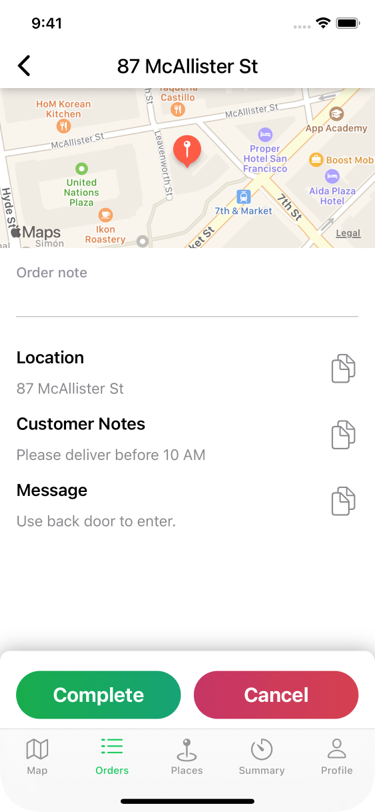 9:41
87 McAllister St
Taqueria
Castillo
HoM Korean
Kitchen
McAllister St
McAllister St
App Academy
Leavenworth St
Proper
Hotel San
Francisco
Boost Mob
United
Nations
Plaza
Aida Plaza
Hotel
Hyde St
7th St
7th & Market
Ikon
Roastery
ket St
Maps
Simón
Legal
Order note
Location
87 McAllister St
Customer Notes
Please deliver before 10 AM
Message
Use back door to enter.
Complete
Cancel
Map
Orders
Places
Summary
Profile